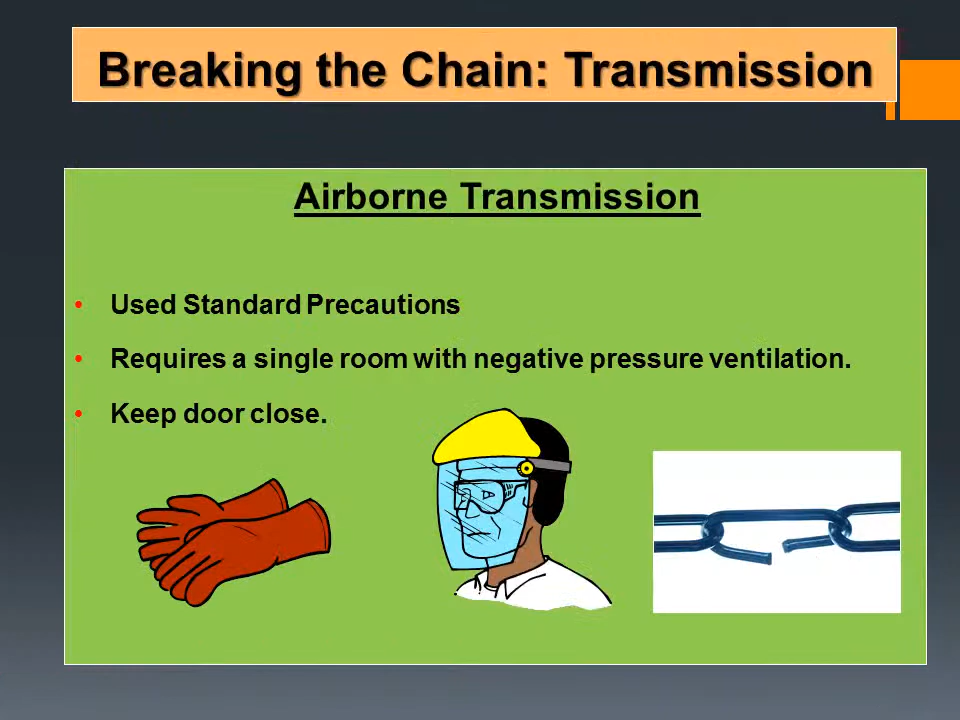 Breaking the Chain: Transmission
Airborne Transmission
• Used Standard Precautions
• Requires a single room with negative pressure ventilation.
• Keep door close.